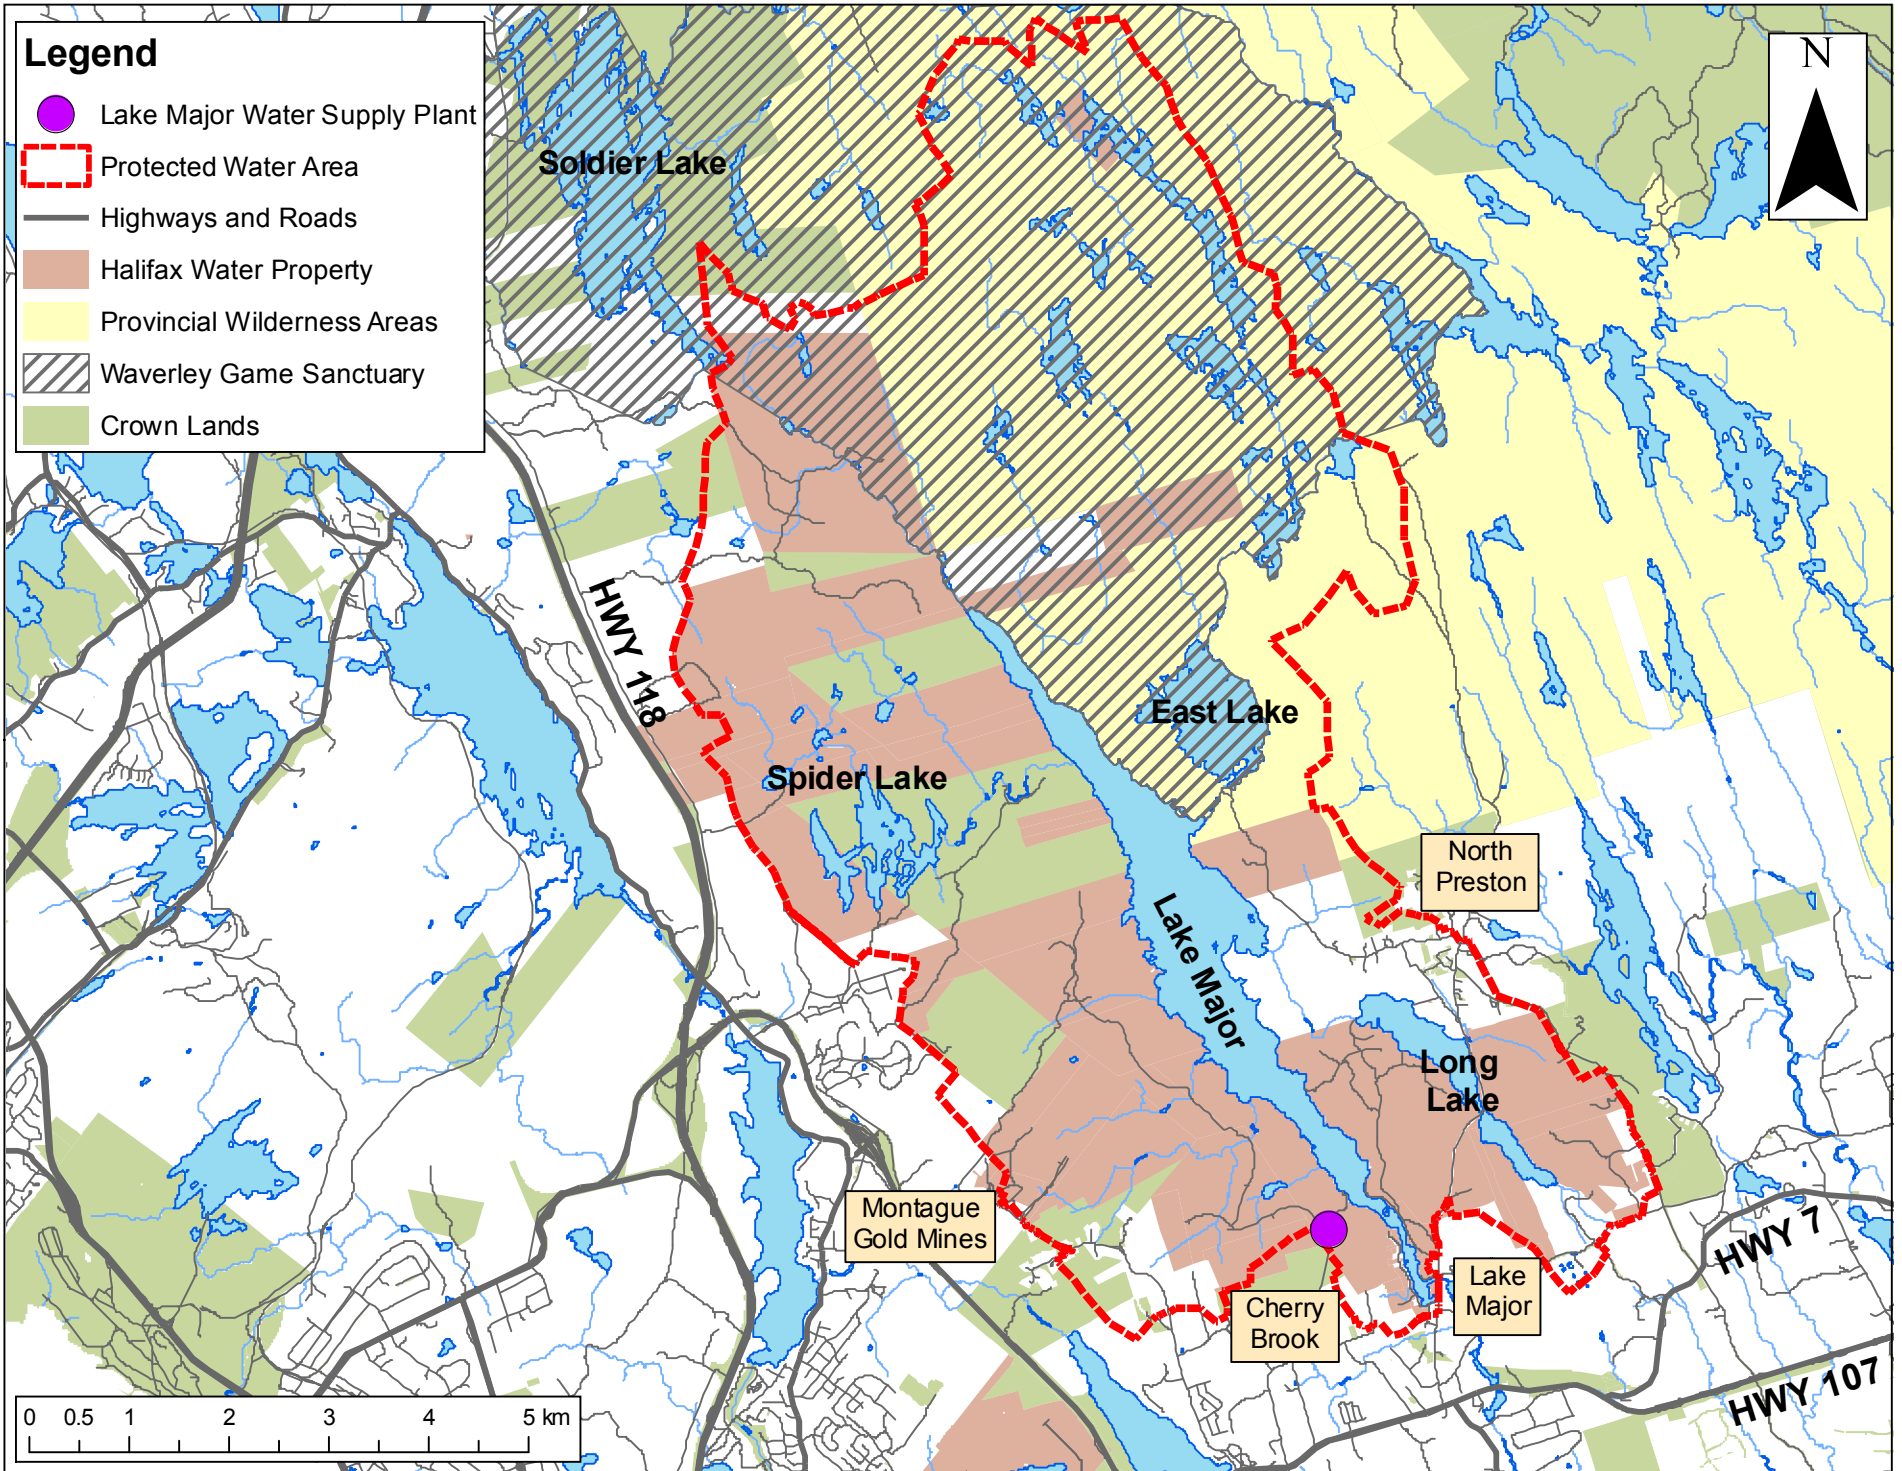 Legend
Lake Major Water Supply Plant
Protected Water Area
Highways and Roads
Halifax Water Property
Provincial Wilderness Areas
Waverley Game Sanctuary
Crown Lands
N
Soldier Lake
HWY 118
East Lake
Spider Lake
North
Preston
Lake Major
Long
Lake
Montague
Gold Mines
HWY 7
Lake
Major
Cherry
Brook
HWY 107
0 0.5 1 2 3 4 5 km